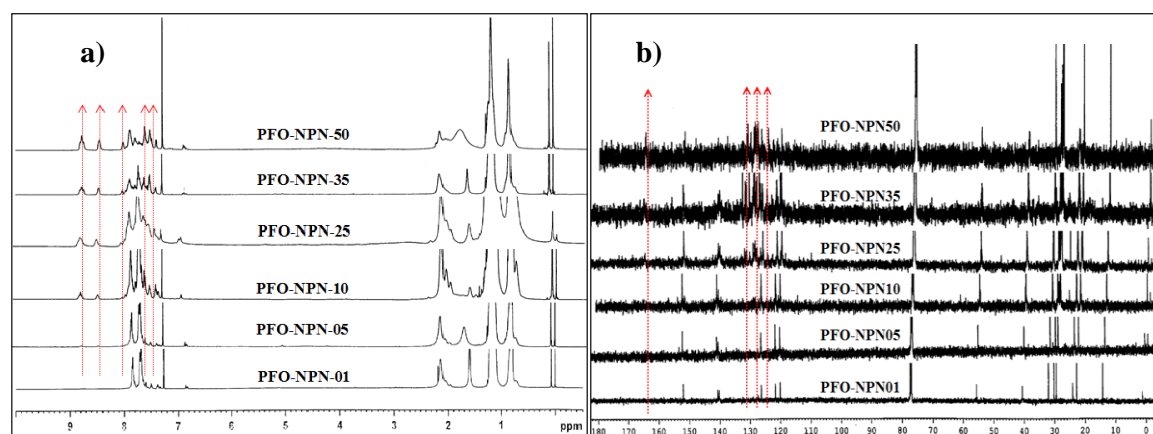 a)
PFO-NPN-50
PFO-NPN-35
PFO-NPN-25
PFO-NPN-10
PFO-NPN-05
PFO-NPN-01
8 7 6 5 4 3 2 1 ppm
b)
PFO-NPN50
PFO-NPN35
PFO-NPN25
PFO-NPN10
PFO-NPN05
PFO-NPN01
180 170 160 150 140 130 120 110 100 90 80 70 60 50 40 30 20 10 0